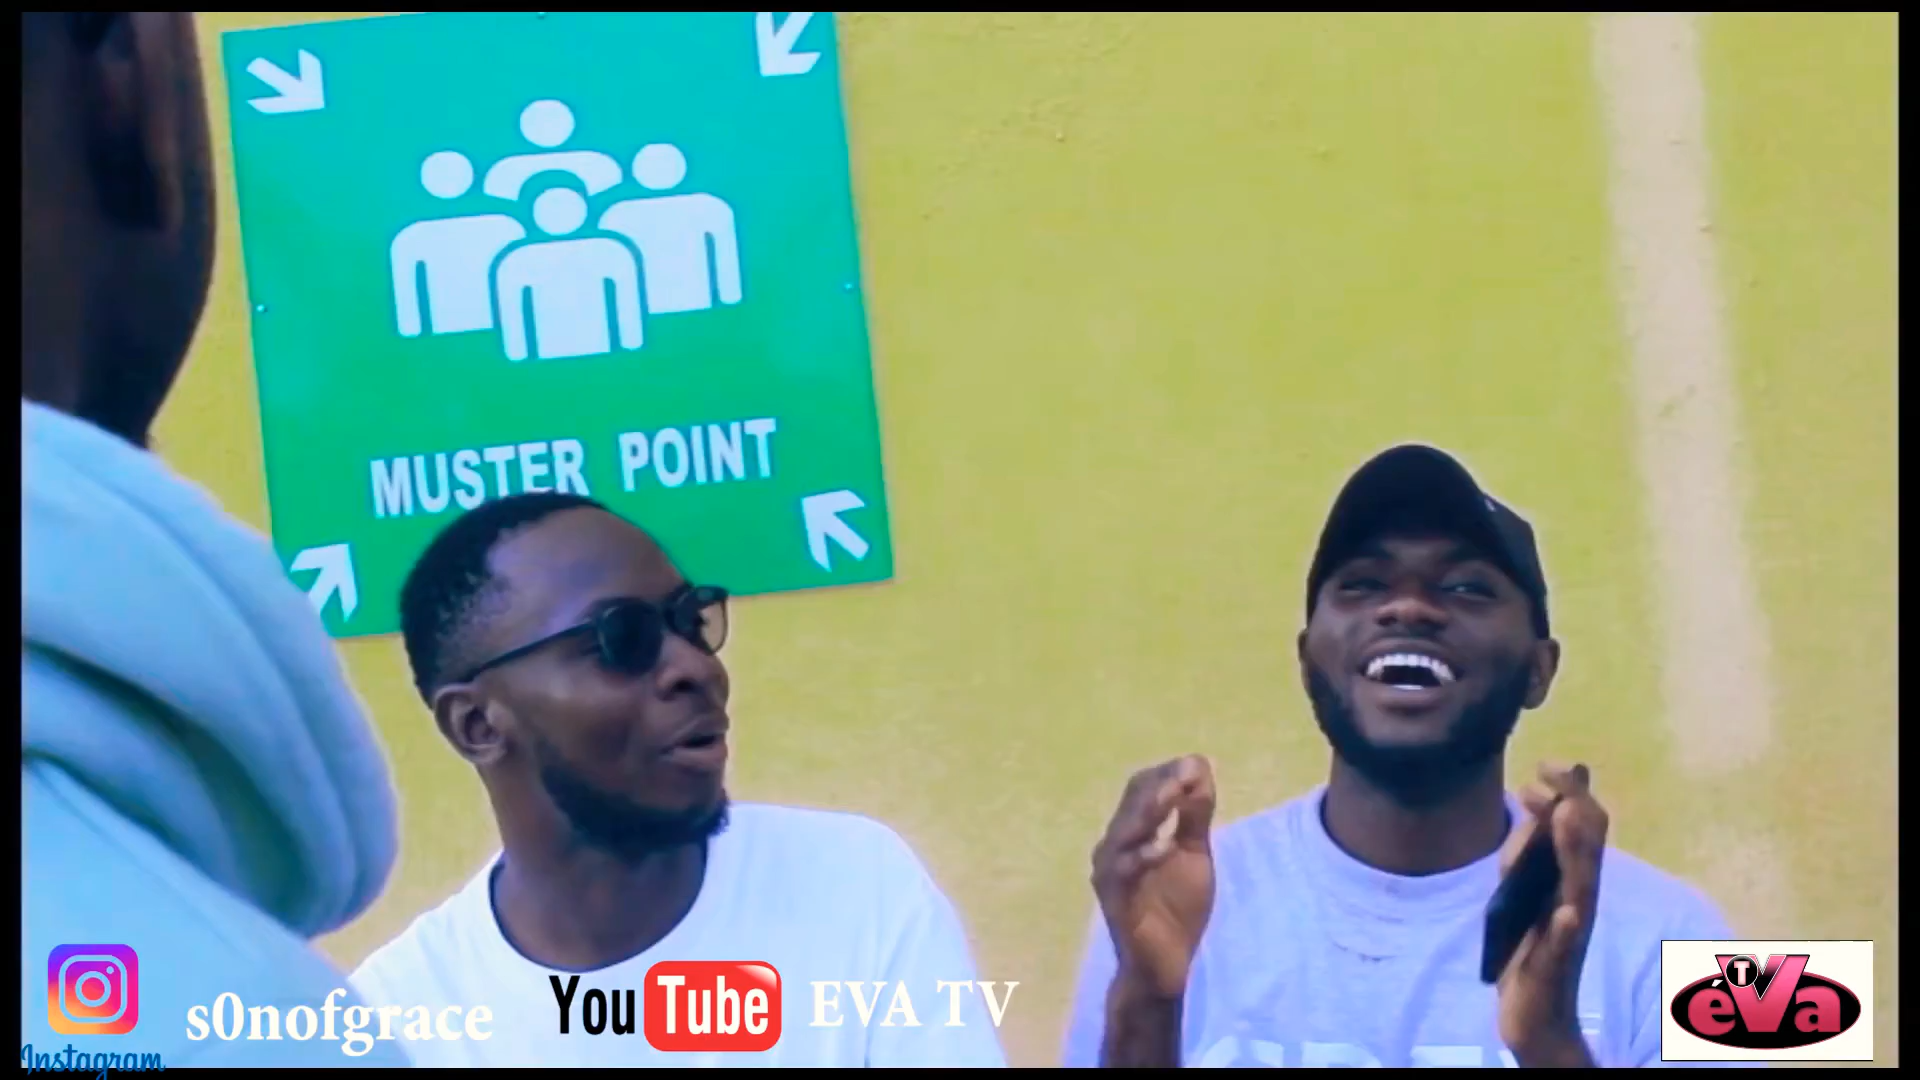 MUSTER POINT
Instagram
s0nofgrace
YouTube
EVA TV
éVa
TV